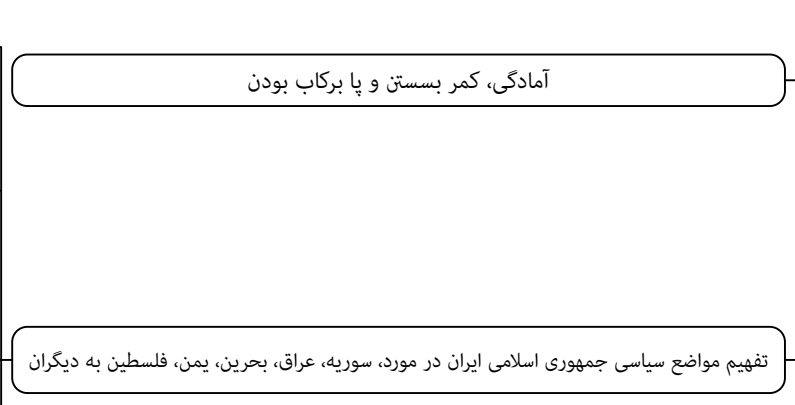 آمادگی، کمر بستن و پا برکاب بودن
تفهیم مواضع سیاسی جمهوری اسلامی ایران در مورد، سوریه، عراق، بحرین، یمن، فلسطین به دیگران